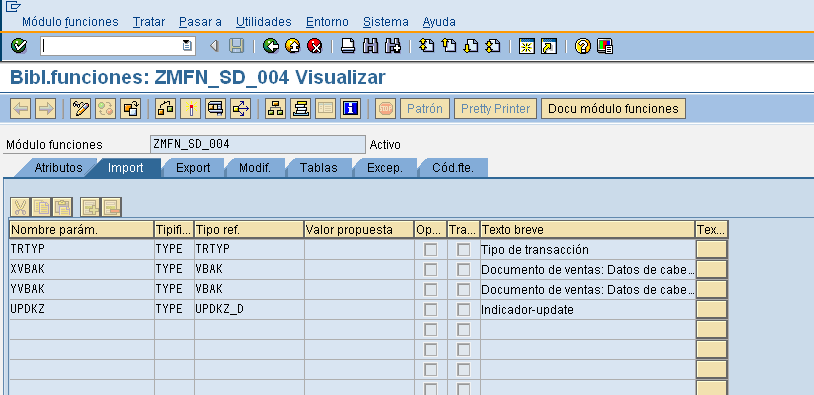 Módulo funciones Tratar Pasar a Utilidades Entorno Sistema Ayuda
Bibl.funciones: ZMFN_SD_004 Visualizar
Patrón Pretty Printer Docu módulo funciones
Módulo funciones ZMFN_SD_004 Activo
Atributos Import Export Modif. Tablas Excep. Cód.fte.
Nombre parám. Tipifi... Tipo ref. Valor propuesta Op... Tra... Texto breve Tex...
TRTYP TYPE TRTYP Tipo de transacción
XVBAK TYPE VBAK Documento de ventas: Datos de cabe...
YVBAK TYPE VBAK Documento de ventas: Datos de cabe...
UPDKZ TYPE UPDKZ_D Indicador-update